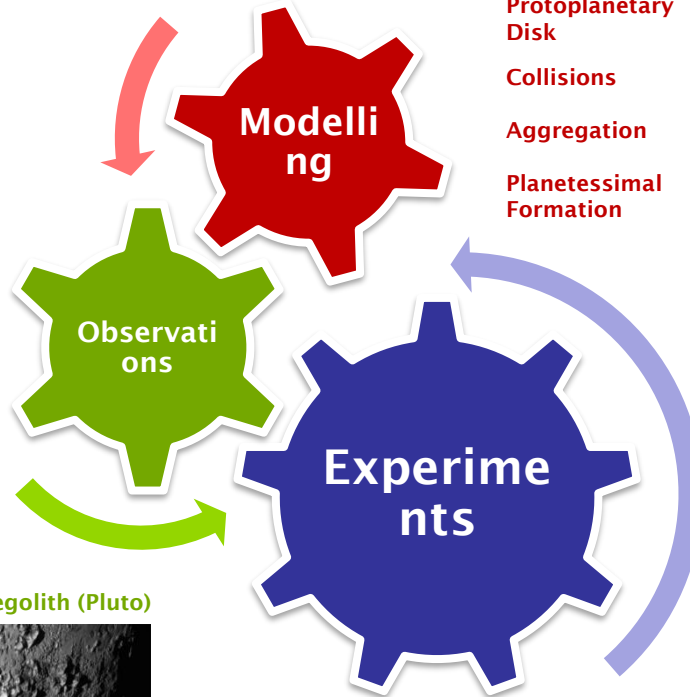 Protoplanetary
Disk
Collisions
Aggregation
Planetessimal
Formation
Modelli
ng
Observati
ons
Experime
nts
egolith (Pluto)